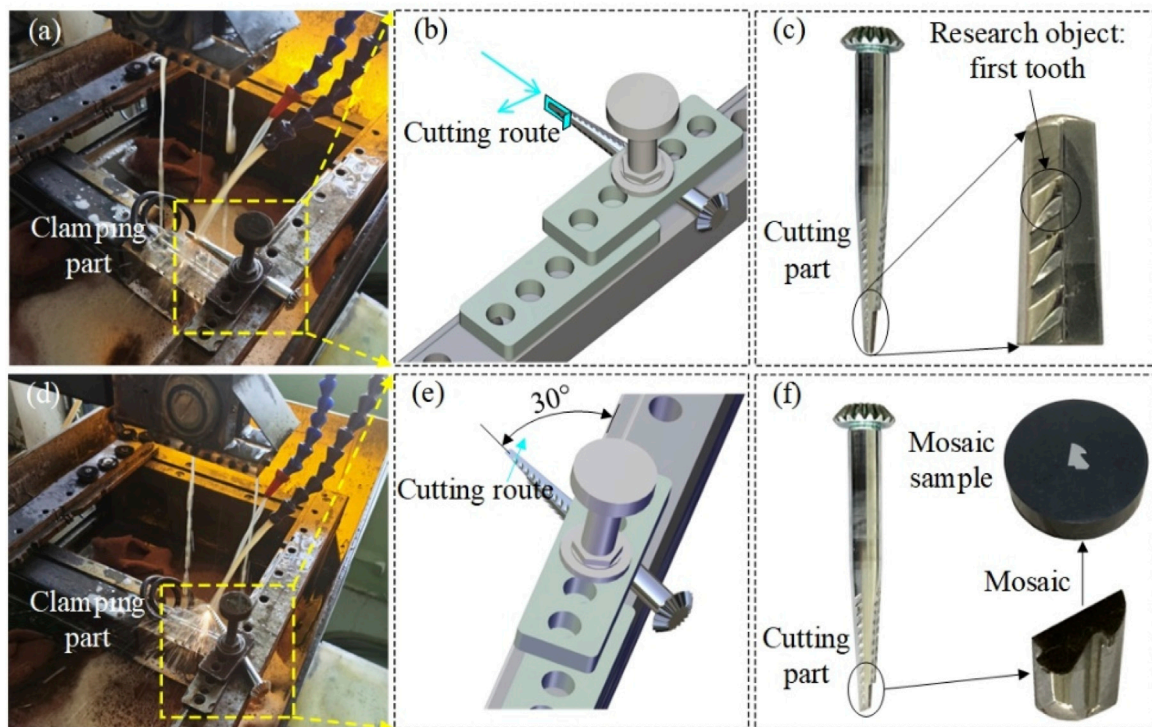 (a)
Clamping
part
(b)
Cutting route
(c)
Research object:
first tooth
Cutting
part
(d)
Clamping
part
(e)
30°
Cutting route
(f)
Mosaic
sample
Mosaic
Cutting
part